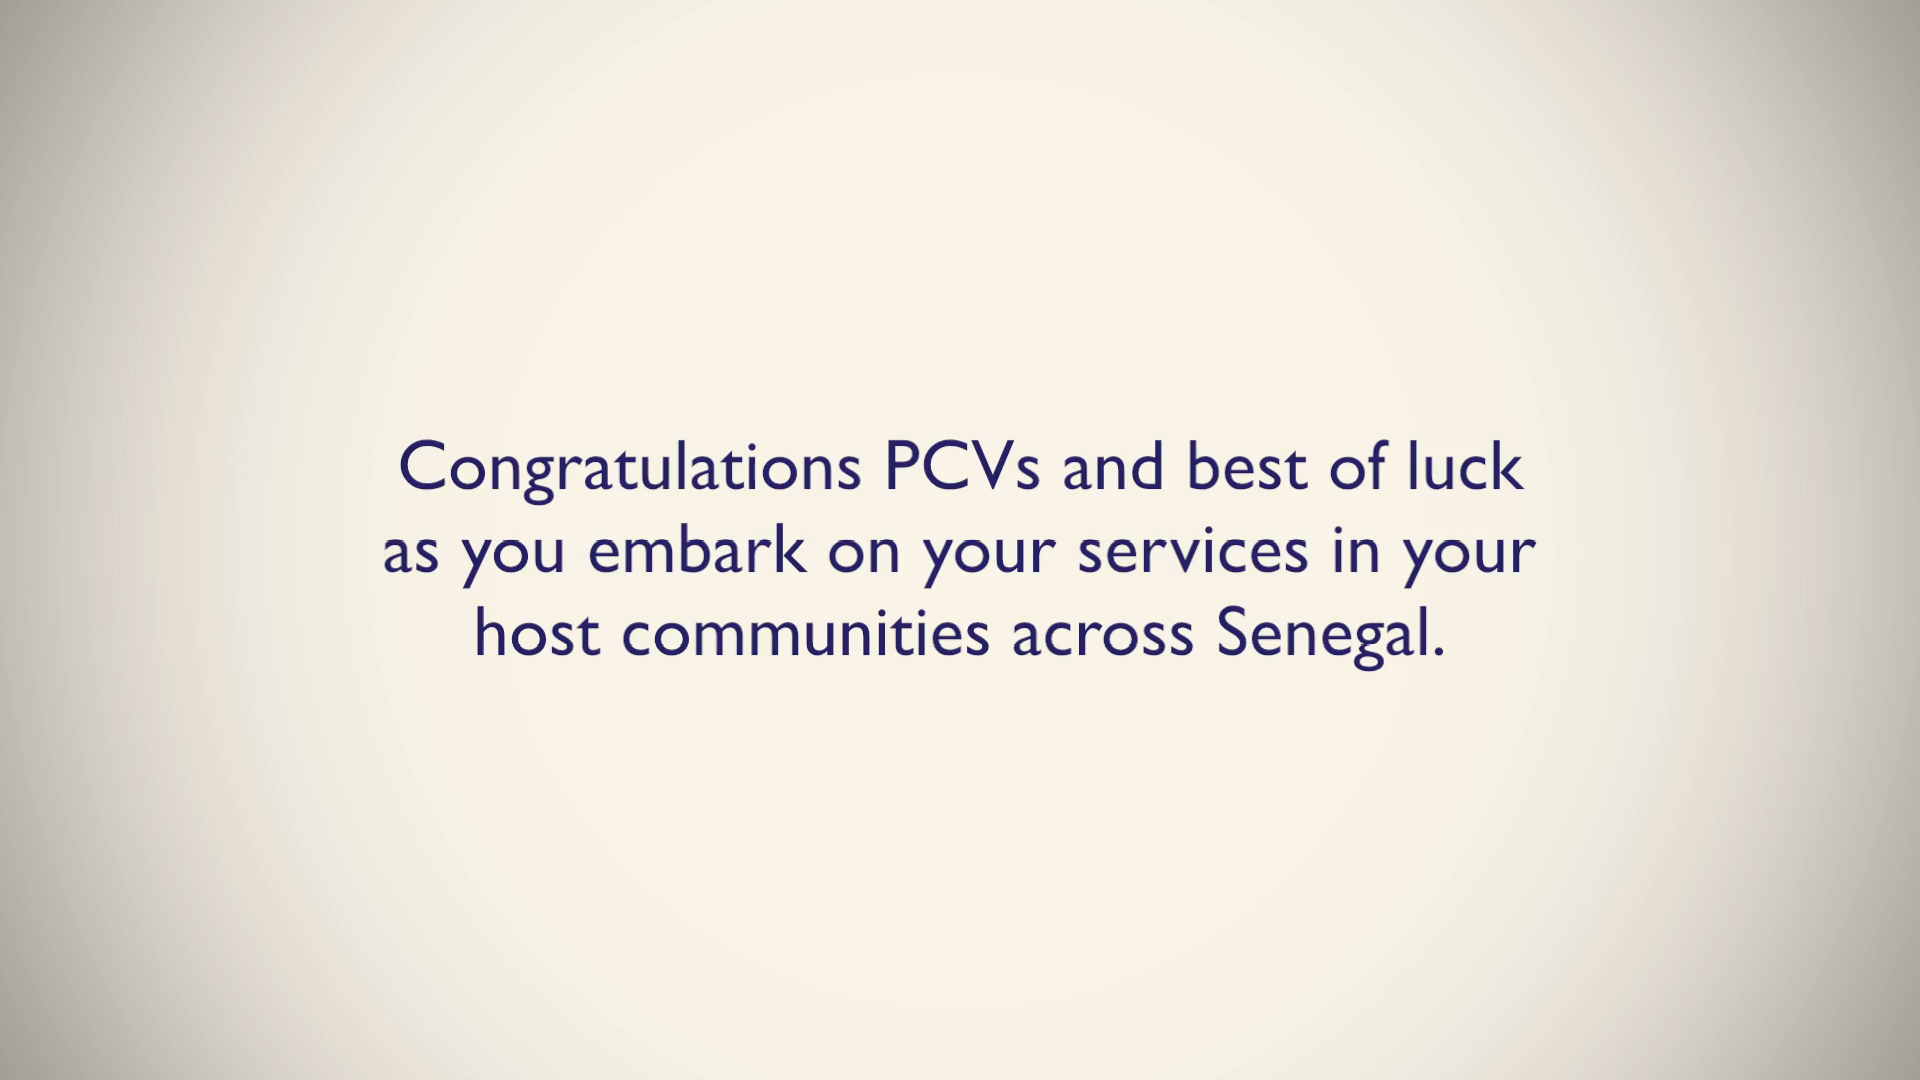 Congratulations PCVs and best of luck
as you embark on your services in your
host communities across Senegal.